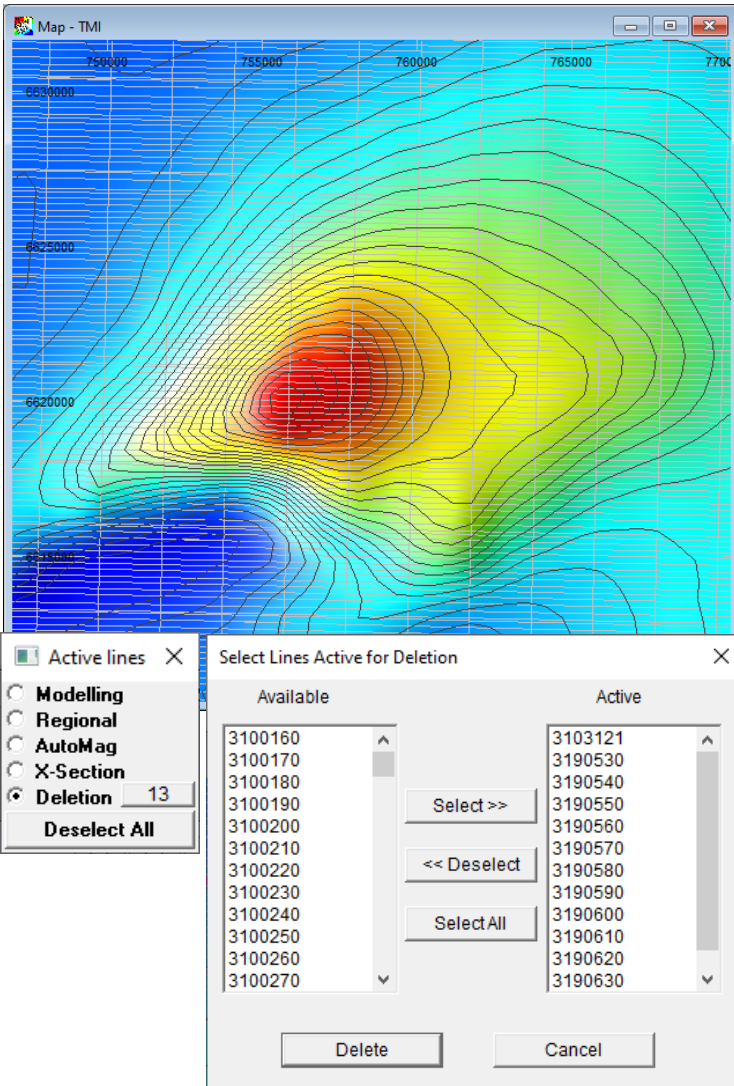 Map - TMI
750000 755000 760000 765000 7700
6630000
6625000
6620000
6615000
Active lines
Modelling
Regional
AutoMag
X-Section
Deletion 13
Deselect All
Select Lines Active for Deletion
Available Active
3100160 3103121
3100170 3190530
3100180 3190540
3100190 3190550
3100200 3190560
3100210 3190570
3100220 3190580
3100230 3190590
3100240 3190600
3100250 3190610
3100260 3190620
3100270 3190630
Select >>
<< Deselect
Select All
Delete Cancel